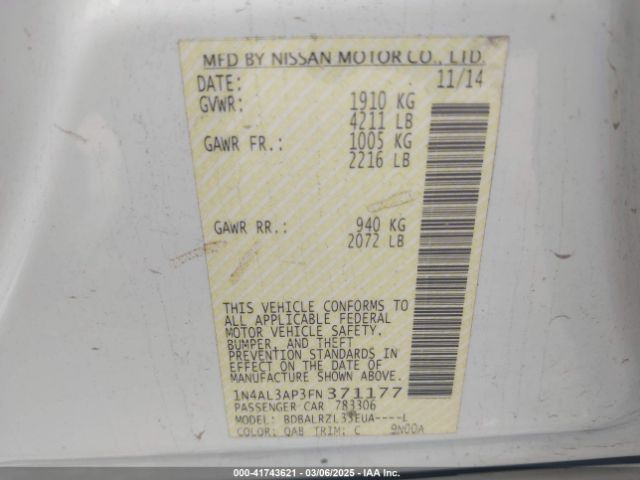 MFD BY NISSAN MOTOR CO., LTD.
DATE: 11/14
GVWR: 1910 KG
4211 LB
GAWR FR.: 1005 KG
2216 LB
GAWR RR.: 940 KG
2072 LB
THIS VEHICLE CONFORMS TO
ALL APPLICABLE FEDERAL
MOTOR VEHICLE SAFETY,
BUMPER, AND THEFT
PREVENTION STANDARDS IN
EFFECT ON THE DATE OF
MANUFACTURE SHOWN ABOVE.
1N4AL3AP3FN371177
PASSENGER CAR 783306
MODEL: BDBALRZL33EUA----L
COLOR: QAB TRIM: C 9N00A
000-41743621 - 03/06/2025 - IAA Inc.